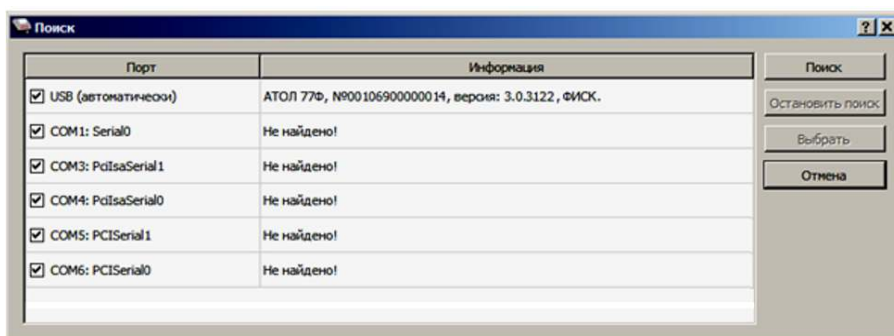 Поиск
Порт Информация
USB (автоматически) АТОЛ 77Ф, №00106900000014, версия: 3.0.3122, ФИСК.
COM1: Serial0 Не найдено!
COM3: PciIsaSerial1 Не найдено!
COM4: PciIsaSerial0 Не найдено!
COM5: PCISerial1 Не найдено!
COM6: PCISerial0 Не найдено!
Поиск
Остановить поиск
Выбрать
Отмена